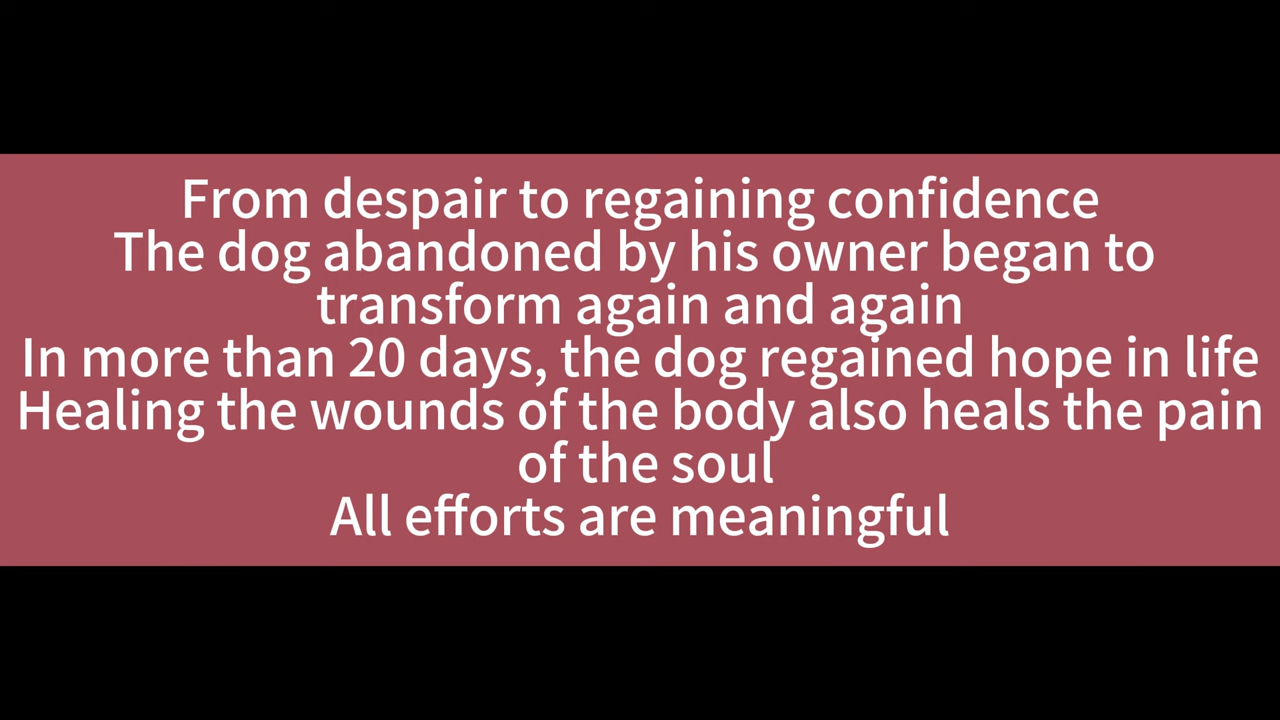 From despair to regaining confidence
The dog abandoned by his owner began to
transform again and again
In more than 20 days, the dog regained hope in life
Healing the wounds of the body also heals the pain
of the soul
All efforts are meaningful